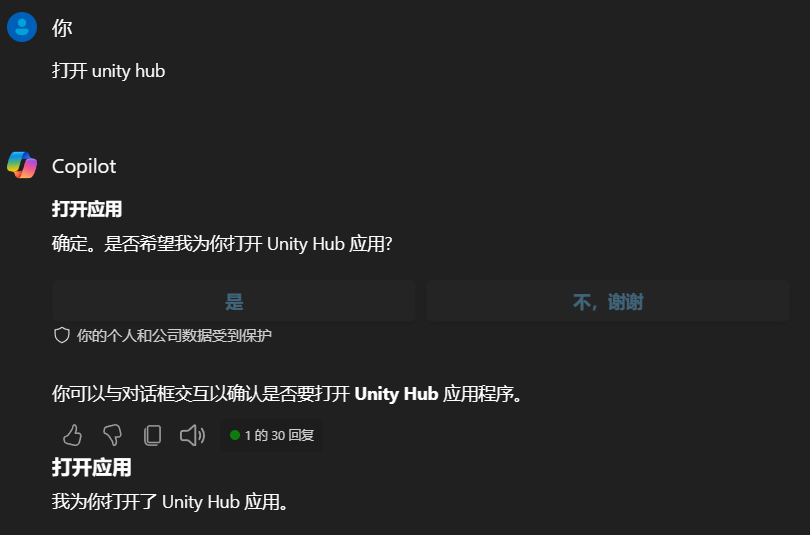 你
打开 unity hub
Copilot
打开应用
确定。是否希望我为你打开 Unity Hub 应用?
是
不，谢谢
你的个人和公司数据受到保护
你可以与对话框交互以确认是否要打开 Unity Hub 应用程序。
1 的 30 回复
打开应用
我为你打开了 Unity Hub 应用。